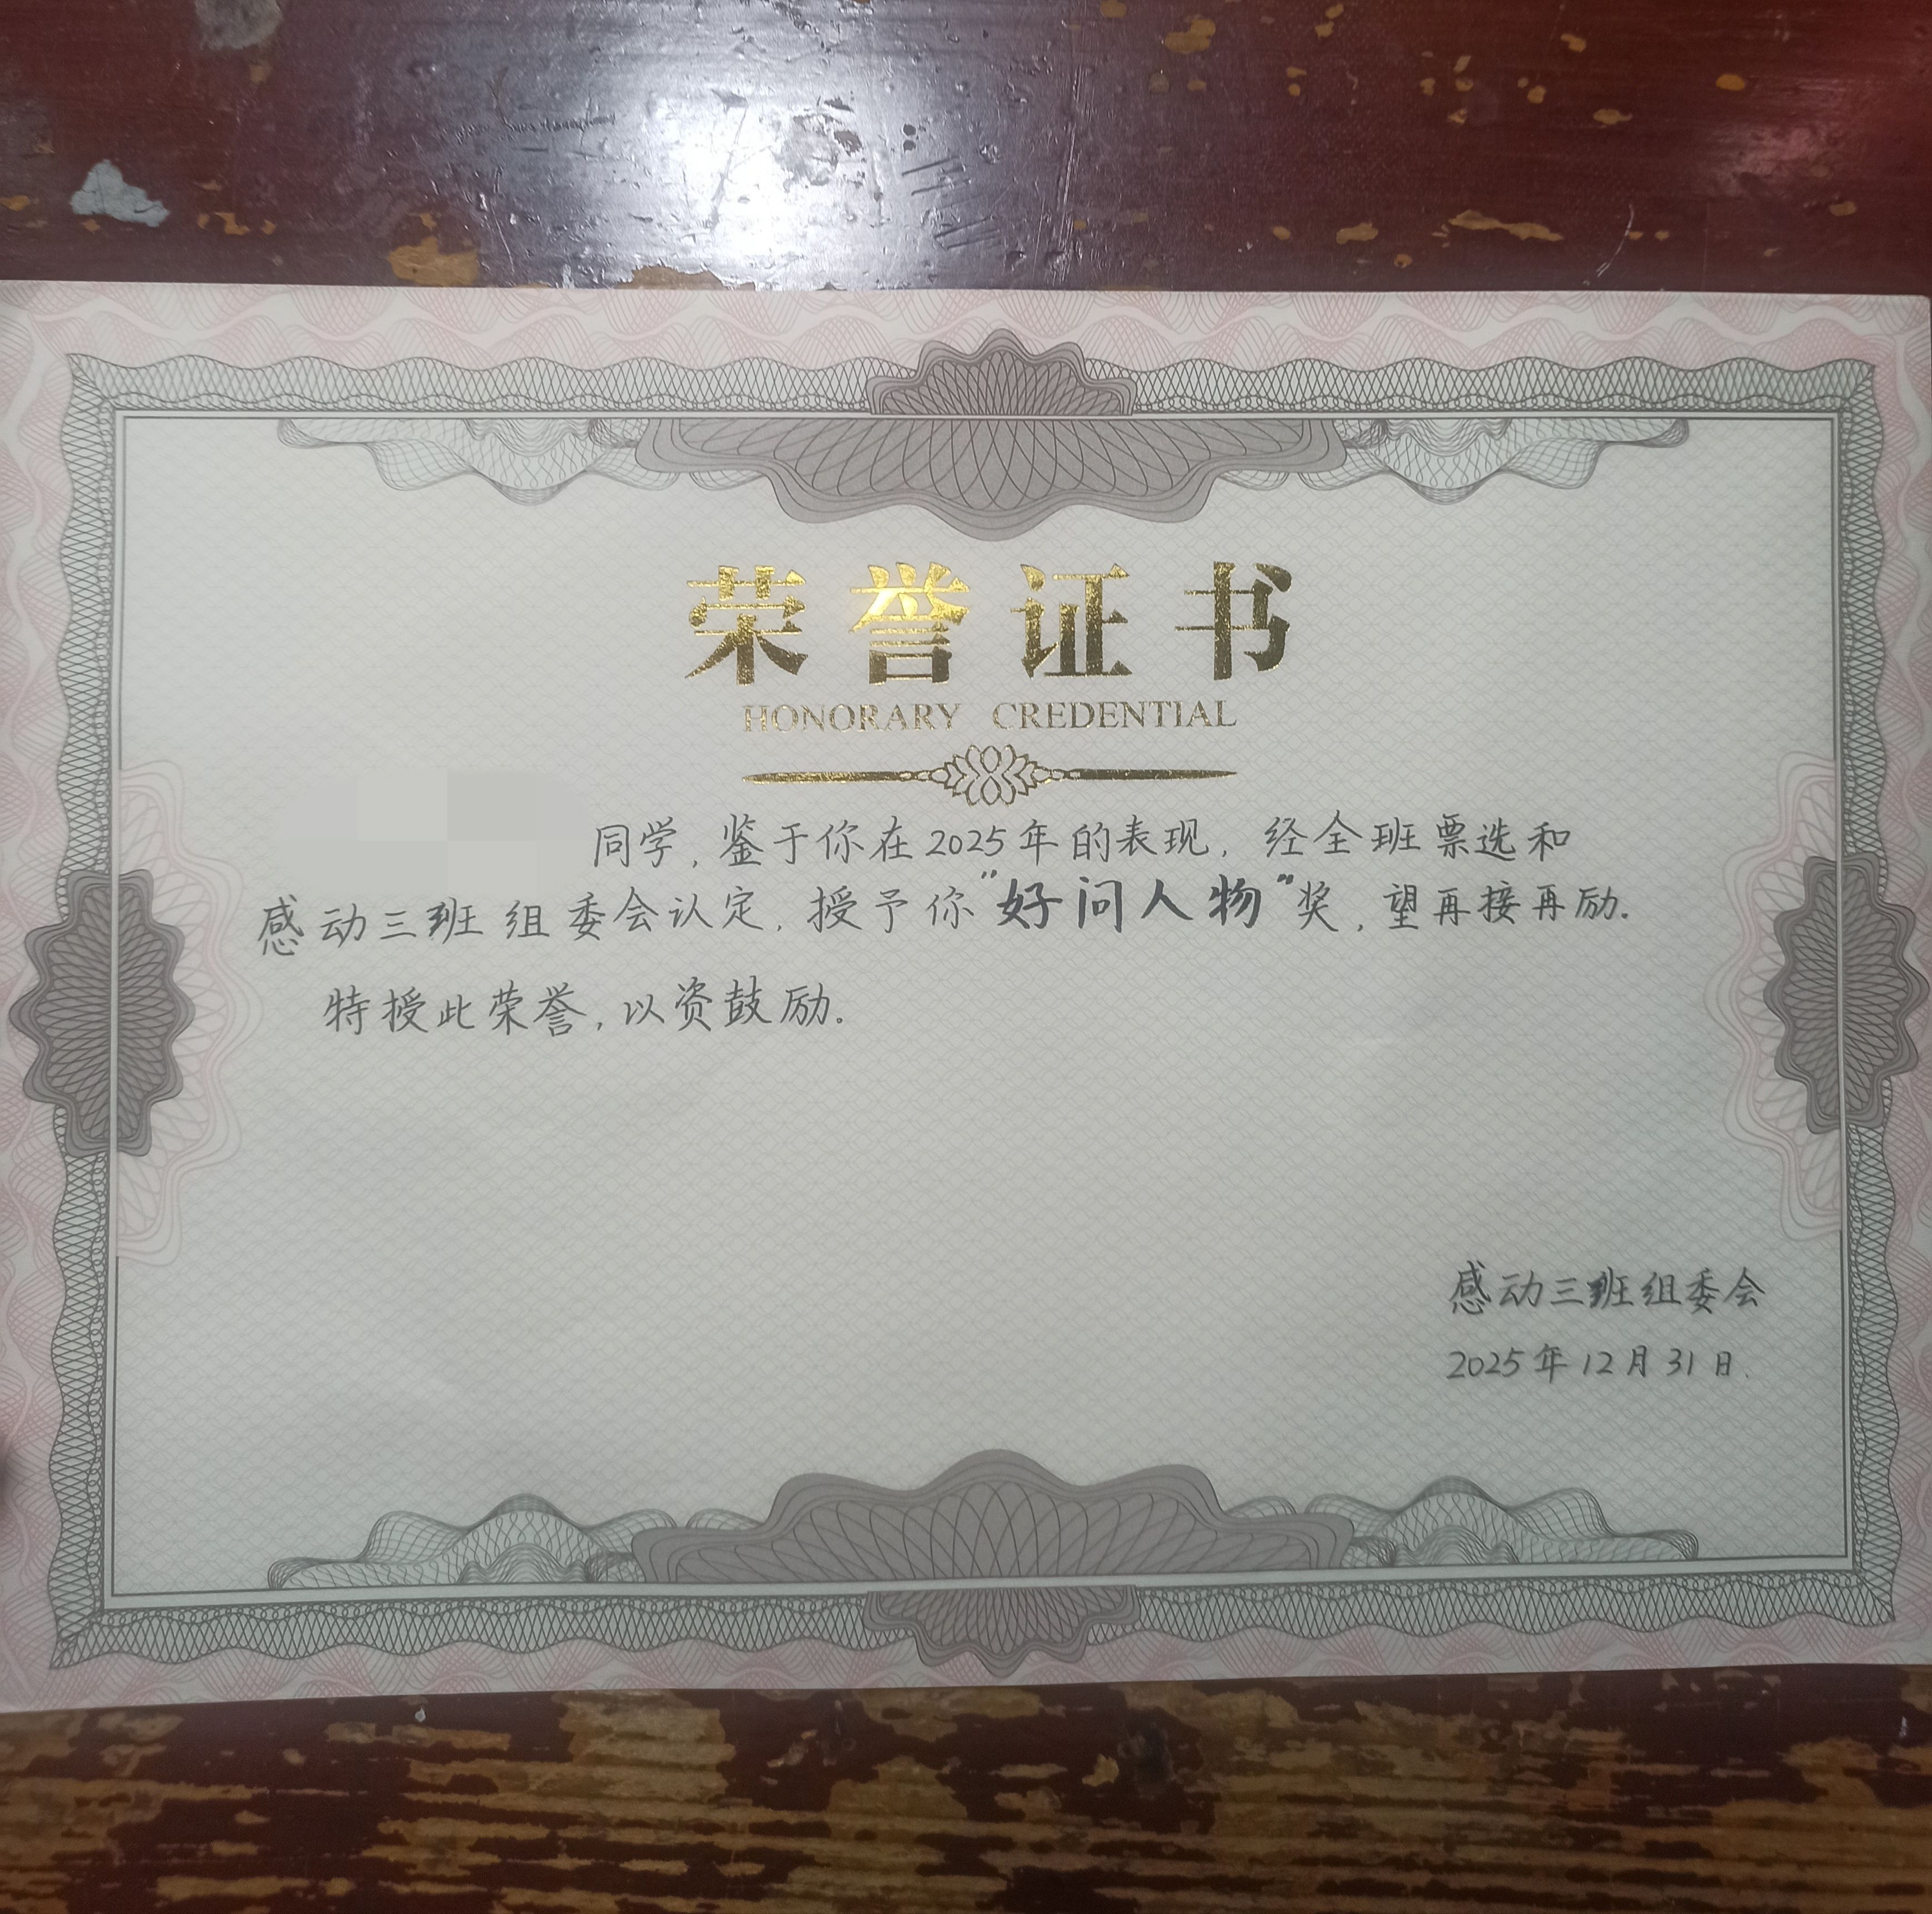 荣誉证书
HONORARY CREDENTIAL
同学,鉴于你在2025年的表现,经全班票选和
感动三班组委会认定,授予你"好问人物"奖,望再接再励.
特授此荣誉,以资鼓励.
感动三班组委会
2025年12月31日.